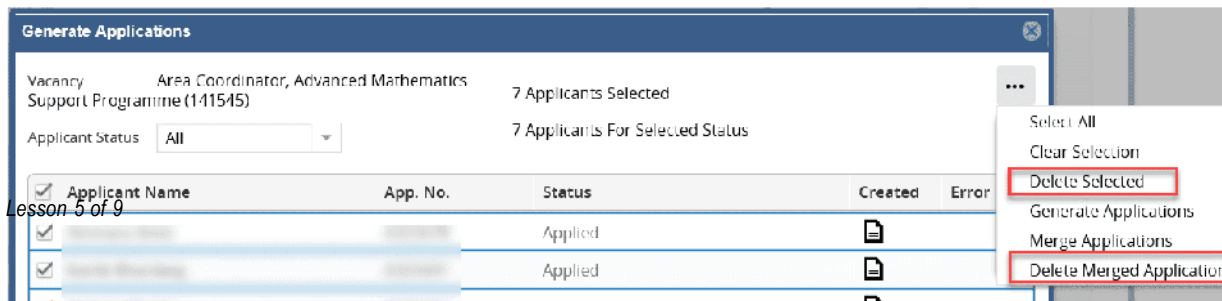 Generate Applications
Vacancy Area Coordinator, Advanced Mathematics
Support Programme (141545)
7 Applicants Selected
...
Applicant Status All
7 Applicants For Selected Status
Select All
Clear Selection
Delete Selected
Generate Applications
Merge Applications
Delete Merged Application
Applicant Name App. No. Status Created Error
Lesson 5 of 9
Applied
Applied